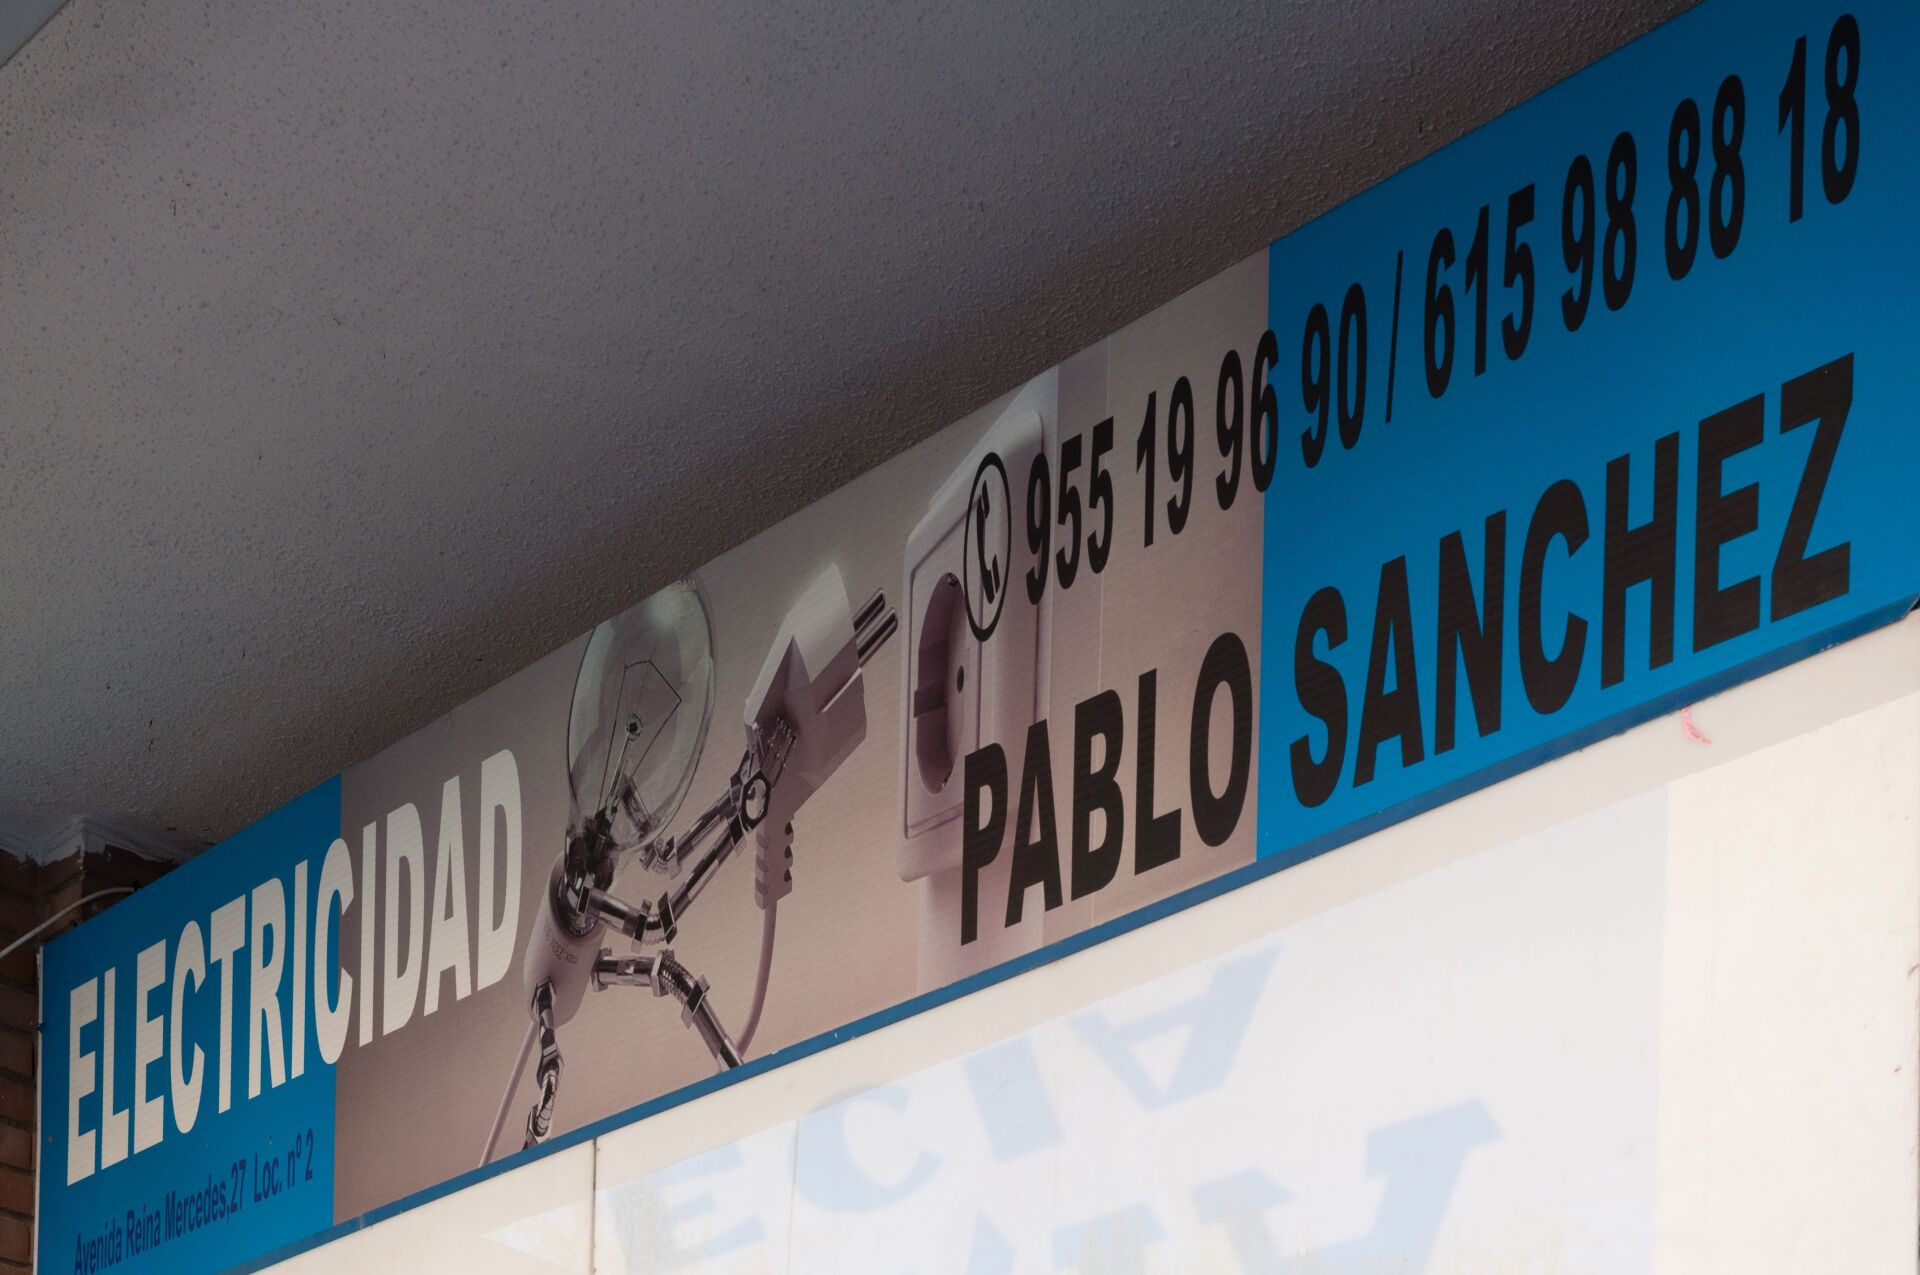 ELECTRICIDAD
Avenida Reina Mercedes,27 Loc. nº 2
955 19 96 90 / 615 98 88 18
PABLO SANCHEZ